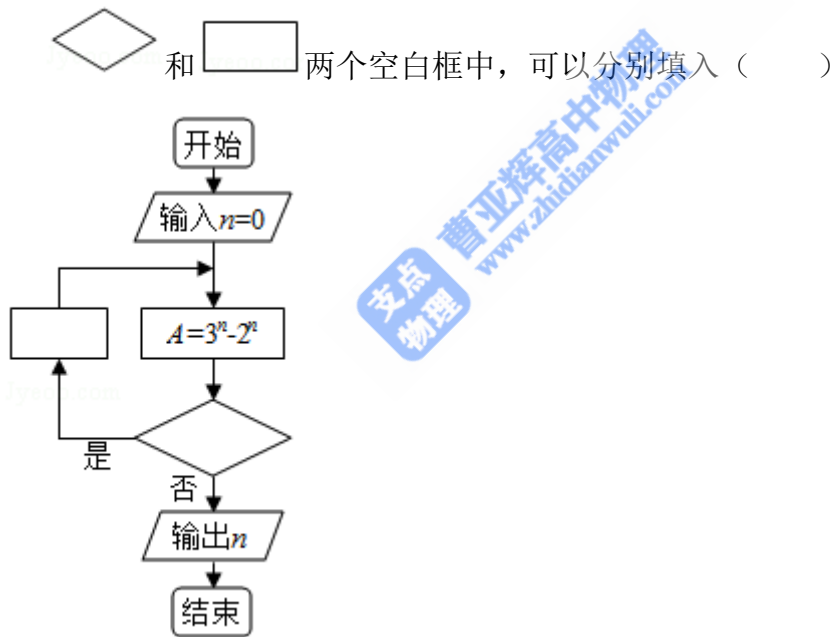 和 两个空白框中，可以分别填入（ ）
曹亚辉高中物理
www.zhidianwuli.com
支点
物理
开始
输入n=0
A=3ⁿ-2ⁿ
是
否
输出n
结束